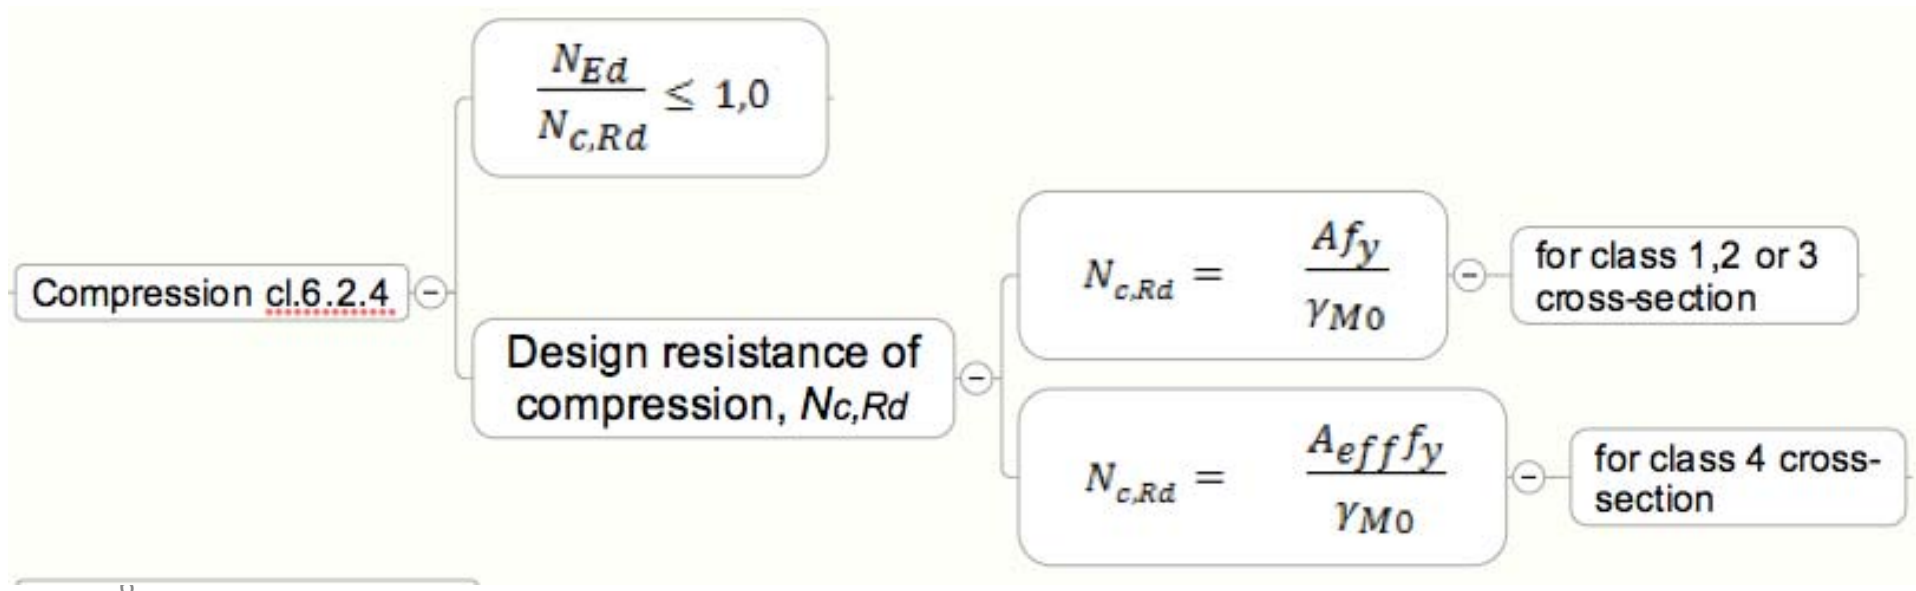 N_Ed / N_c,Rd ≤ 1,0
Compression cl.6.2.4
Design resistance of
compression, Nc,Rd
N_c,Rd = Af_y / γ_M0
for class 1,2 or 3
cross-section
N_c,Rd = A_eff f_y / γ_M0
for class 4 cross-
section